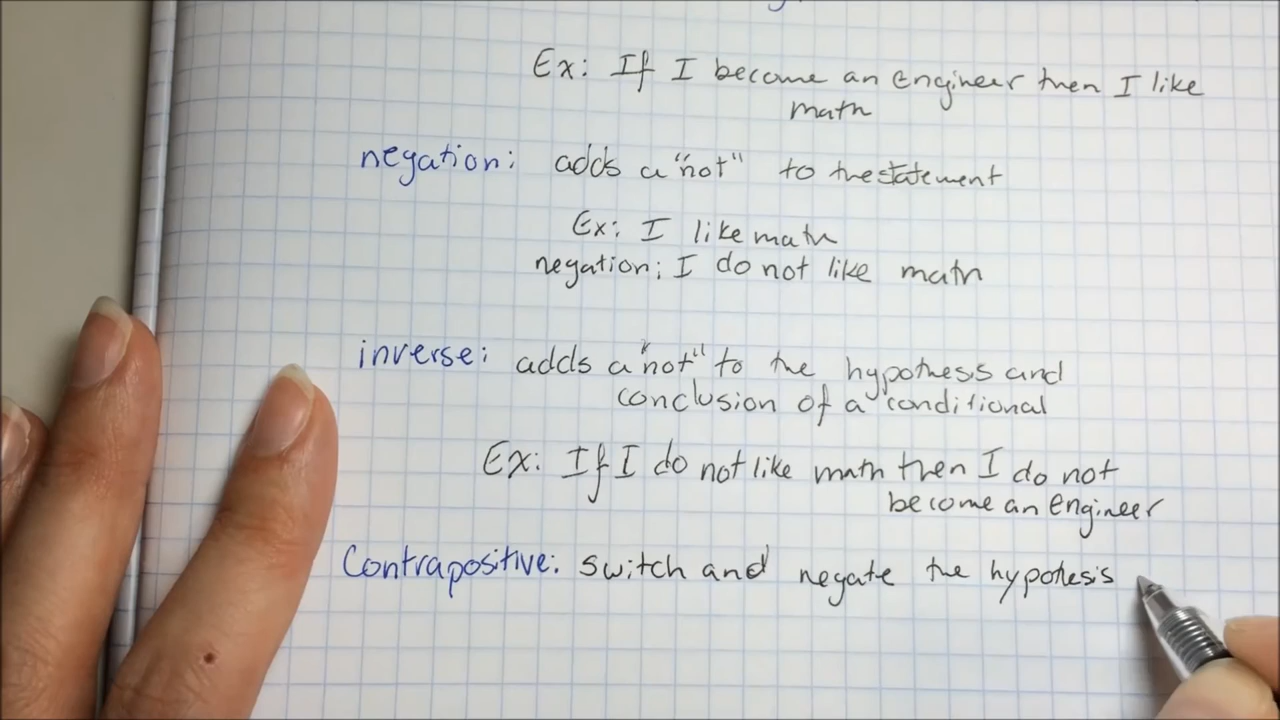 Ex: If I become an Engineer then I like
math
negation: adds a "not" to the statement
Ex: I like math
negation: I do not like math
inverse: adds a "not" to the hypothesis and
conclusion of a conditional
Ex: If I do not like math then I do not
become an Engineer
Contrapositive: switch and negate the hypothesis